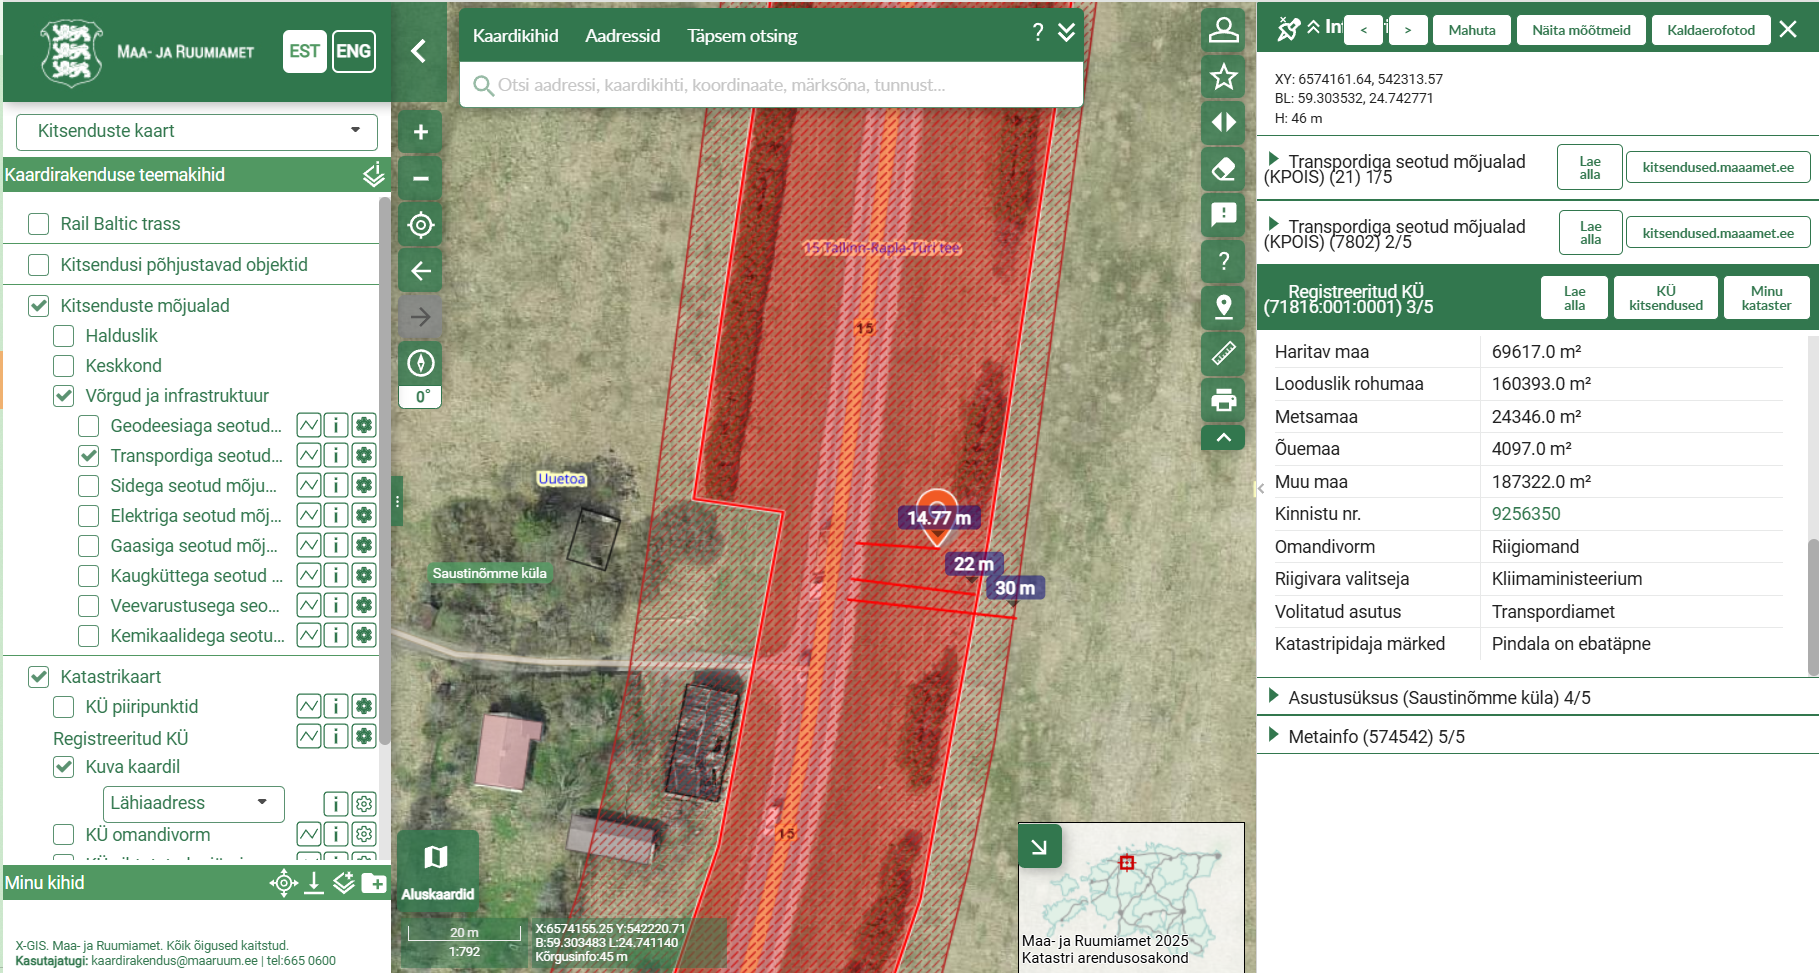 MAA- JA RUUMIAMET
EST
ENG
Kitsenduste kaart
Kaardirakenduse teemakihid
Rail Baltic trass
Kitsendusi põhjustavad objektid
Kitsenduste mõjualad
Halduslik
Keskkond
Võrgud ja infrastruktuur
Geodeesiaga seotud...
Transpordiga seotud...
Sidega seotud mõju...
Elektriga seotud mõj...
Gaasiga seotud mõj...
Kaugküttega seotud ...
Veevarustusega seo...
Kemikaalidega seotu...
Katastrikaart
KÜ piiripunktid
Registreeritud KÜ
Kuva kaardil
Lähiaadress
KÜ omandivorm
Minu kihid
X-GIS. Maa- ja Ruumiamet. Kõik õigused kaitstud.
Kasutajatugi: kaardirakendus@maaruum.ee | tel:665 0600
Kaardikihid
Aadressid
Täpsem otsing
?
Otsi aadressi, kaardikihti, koordinaate, märksõna, tunnust...
+
−
0°
15 Tallinn-Rapla-Türi tee
15
Uuetoa
14.77 m
22 m
30 m
Saustinõmme küla
15
Aluskaardid
20 m
1:792
X:6574155.25 Y:542220.71
B:59.303483 L:24.741140
Kõrgusinfo:45 m
?
Maa- ja Ruumiamet 2025
Katastri arendusosakond
<
>
Mahuta
Näita mõõtmeid
Kaldaerofotod
XY: 6574161.64, 542313.57
BL: 59.303532, 24.742771
H: 46 m
Transpordiga seotud mõjualad
(KPOIS) (21) 1/5
Lae
alla
kitsendused.maaamet.ee
Transpordiga seotud mõjualad
(KPOIS) (7802) 2/5
Lae
alla
kitsendused.maaamet.ee
Registreeritud KÜ
(71816:001:0001) 3/5
Lae
alla
KÜ
kitsendused
Minu
kataster
Haritav maa 69617.0 m²
Looduslik rohumaa 160393.0 m²
Metsamaa 24346.0 m²
Õuemaa 4097.0 m²
Muu maa 187322.0 m²
Kinnistu nr. 9256350
Omandivorm Riigiomand
Riigivara valitseja Kliimaministeerium
Volitatud asutus Transpordiamet
Katastripidaja märked Pindala on ebatäpne
Asustusüksus (Saustinõmme küla) 4/5
Metainfo (574542) 5/5